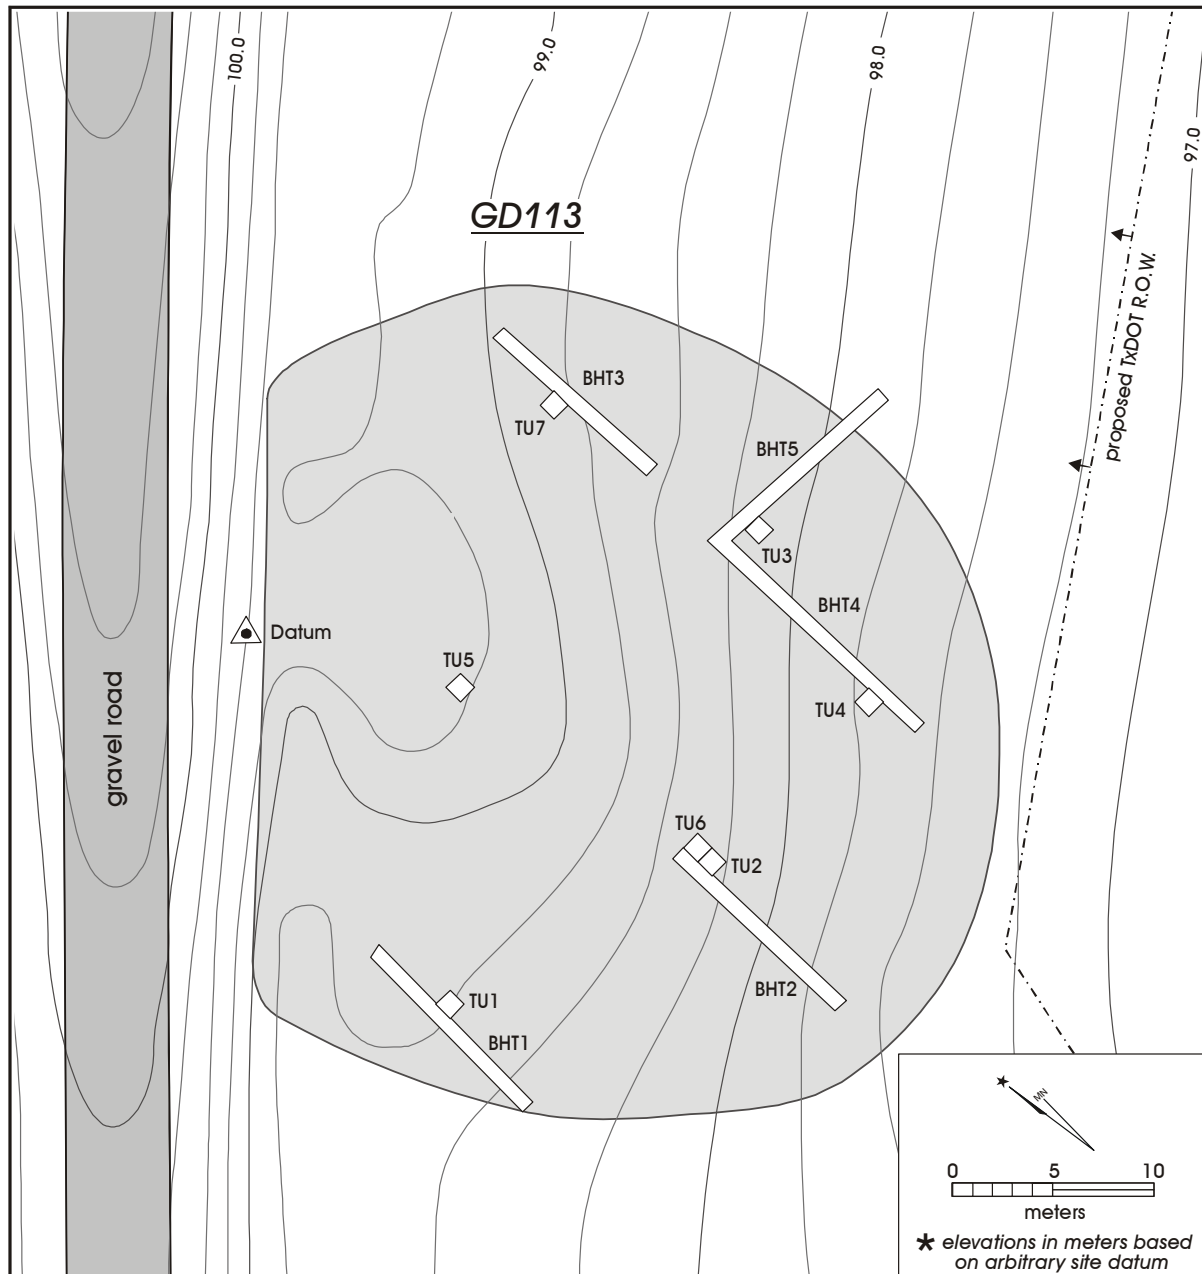 100.0
99.0
98.0
97.0
GD113
proposed TxDOT R.O.W.
BHT3
TU7
BHT5
TU3
BHT4
Datum
TU5
TU4
gravel road
TU6
TU2
BHT2
TU1
BHT1
MN
0 5 10
meters
* elevations in meters based
on arbitrary site datum